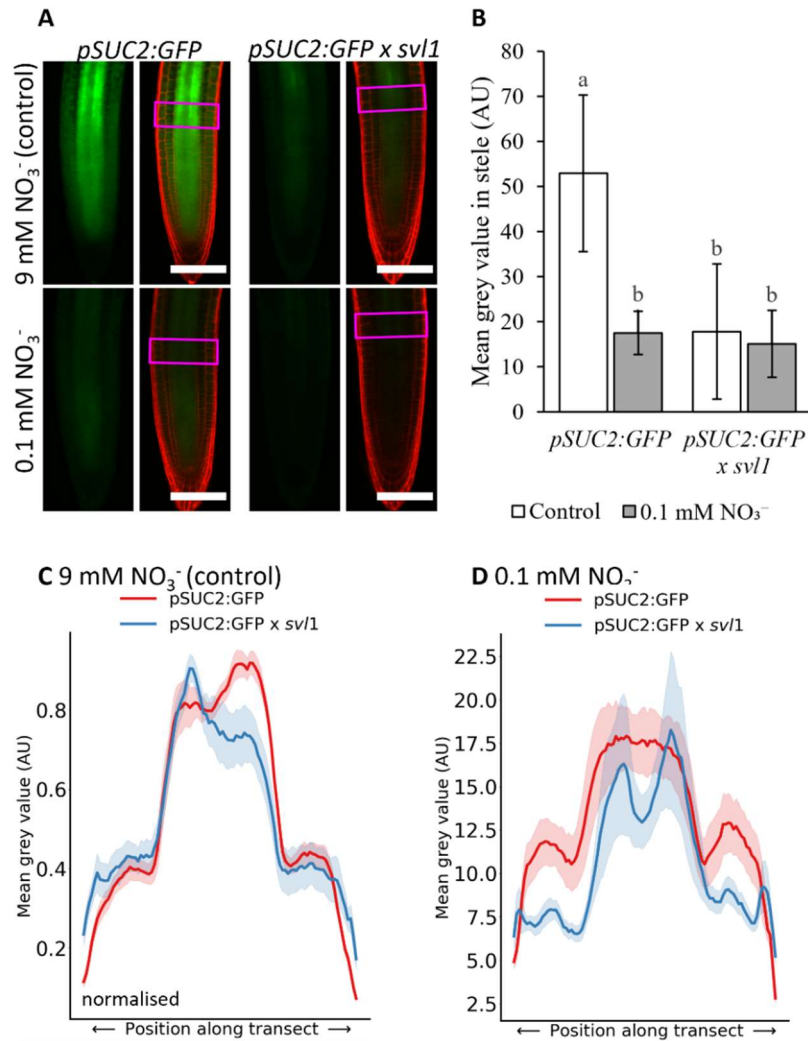 A
pSUC2:GFP
pSUC2:GFP x svl1
9 mM NO₃⁻ (control)
0.1 mM NO₃⁻
B
Mean grey value in stele (AU)
80
70
60
50
40
30
20
10
0
a
b
b
b
pSUC2:GFP
pSUC2:GFP
x svl1
Control
0.1 mM NO₃⁻
C 9 mM NO₃⁻ (control)
pSUC2:GFP
pSUC2:GFP x svl1
Mean grey value (AU)
0.8
0.6
0.4
0.2
normalised
← Position along transect →
D 0.1 mM NO₃⁻
pSUC2:GFP
pSUC2:GFP x svl1
Mean grey value (AU)
22.5
20.0
17.5
15.0
12.5
10.0
7.5
5.0
2.5
← Position along transect →